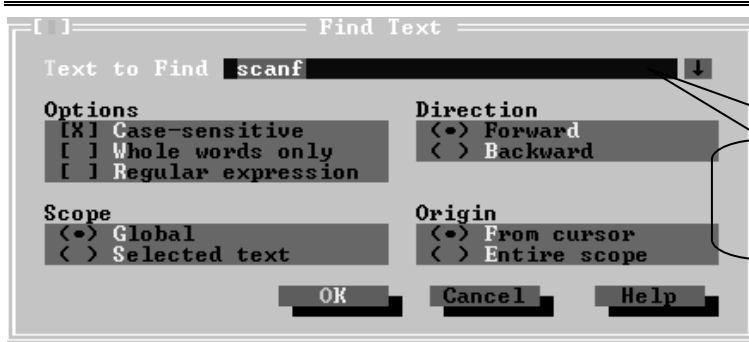 [ ] Find Text
Text to Find scanf ↓
Options
[X] Case-sensitive
[ ] Whole words only
[ ] Regular expression
Direction
(•) Forward
( ) Backward
Scope
(•) Global
( ) Selected text
Origin
(•) From cursor
( ) Entire scope
OK Cancel Help